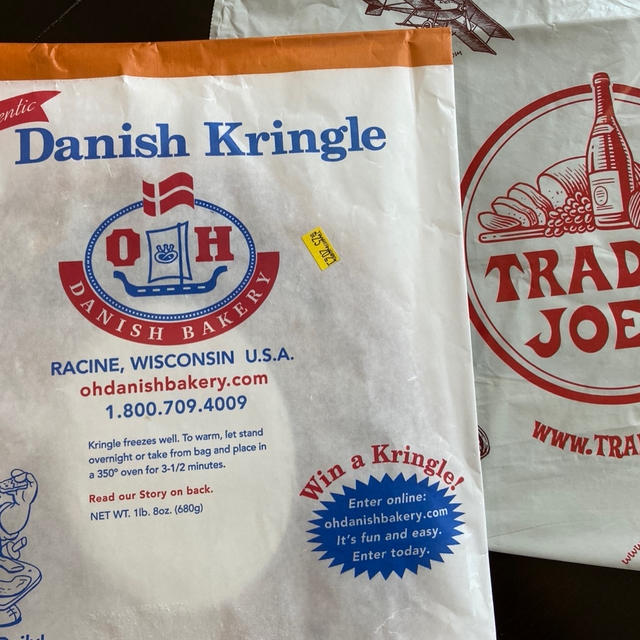 entic
Danish Kringle
O H
DANISH BAKERY
RACINE, WISCONSIN U.S.A.
ohdanishbakery.com
1.800.709.4009
Kringle freezes well. To warm, let stand
overnight or take from bag and place in
a 350° oven for 3-1/2 minutes.
Read our Story on back.
NET WT. 1lb. 8oz. (680g)
Win a Kringle!
Enter online:
ohdanishbakery.com
It's fun and easy.
Enter today.
TRAD
JOE
WWW.TRA